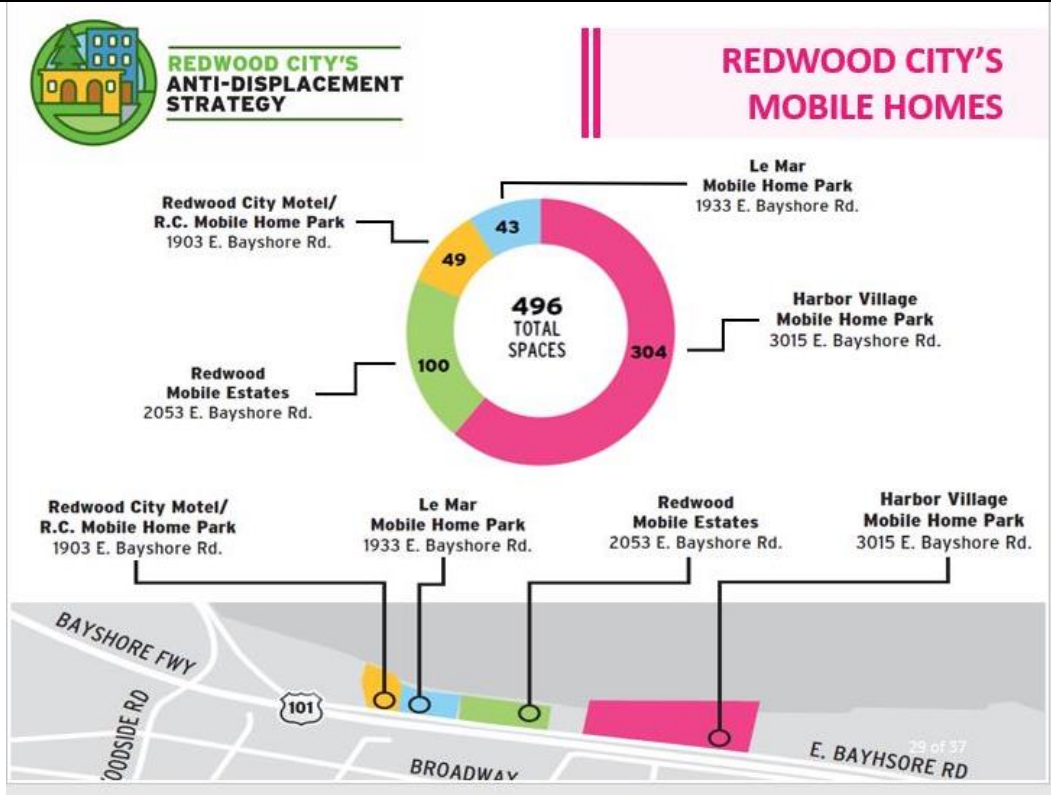 REDWOOD CITY'S
ANTI-DISPLACEMENT
STRATEGY
REDWOOD CITY'S
MOBILE HOMES
Le Mar
Mobile Home Park
1933 E. Bayshore Rd.
Redwood City Motel/
R.C. Mobile Home Park
1903 E. Bayshore Rd.
43
49
496
TOTAL
SPACES
Harbor Village
Mobile Home Park
3015 E. Bayshore Rd.
304
100
Redwood
Mobile Estates
2053 E. Bayshore Rd.
Redwood City Motel/
R.C. Mobile Home Park
1903 E. Bayshore Rd.
Le Mar
Mobile Home Park
1933 E. Bayshore Rd.
Redwood
Mobile Estates
2053 E. Bayshore Rd.
Harbor Village
Mobile Home Park
3015 E. Bayshore Rd.
BAYSHORE FWY
101
OODSIDE RD
BROADWAY
E. BAYHSORE RD
29 of 37